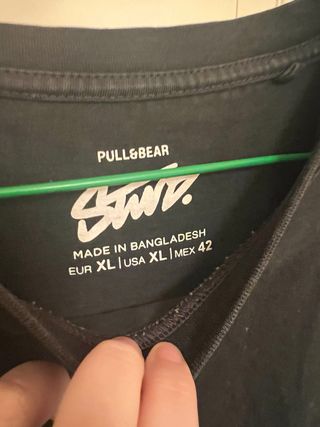 PULL&BEAR
STWD.
MADE IN BANGLADESH
EUR XL | USA XL | MEX 42